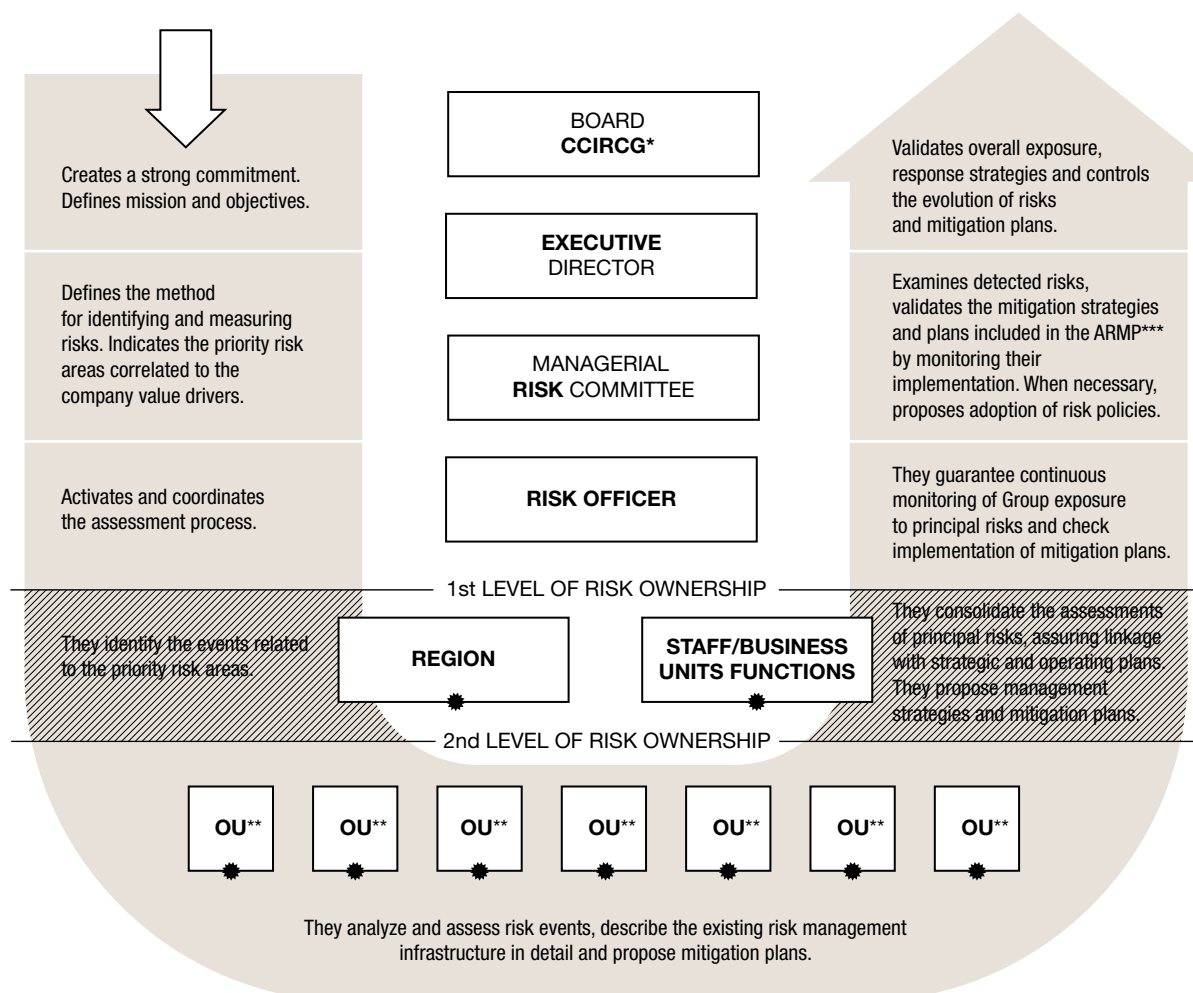 BOARD
CCIRCG*
Creates a strong commitment.
Defines mission and objectives.
Validates overall exposure,
response strategies and controls
the evolution of risks
and mitigation plans.
EXECUTIVE
DIRECTOR
Defines the method
for identifying and measuring
risks. Indicates the priority risk
areas correlated to the
company value drivers.
MANAGERIAL
RISK COMMITTEE
Examines detected risks,
validates the mitigation strategies
and plans included in the ARMP***
by monitoring their
implementation. When necessary,
proposes adoption of risk policies.
Activates and coordinates
the assessment process.
RISK OFFICER
They guarantee continuous
monitoring of Group exposure
to principal risks and check
implementation of mitigation plans.
1st LEVEL OF RISK OWNERSHIP
They identify the events related
to the priority risk areas.
REGION
STAFF/BUSINESS
UNITS FUNCTIONS
They consolidate the assessments
of principal risks, assuring linkage
with strategic and operating plans.
They propose management
strategies and mitigation plans.
2nd LEVEL OF RISK OWNERSHIP
OU** OU** OU** OU** OU** OU** OU**
They analyze and assess risk events, describe the existing risk management
infrastructure in detail and propose mitigation plans.